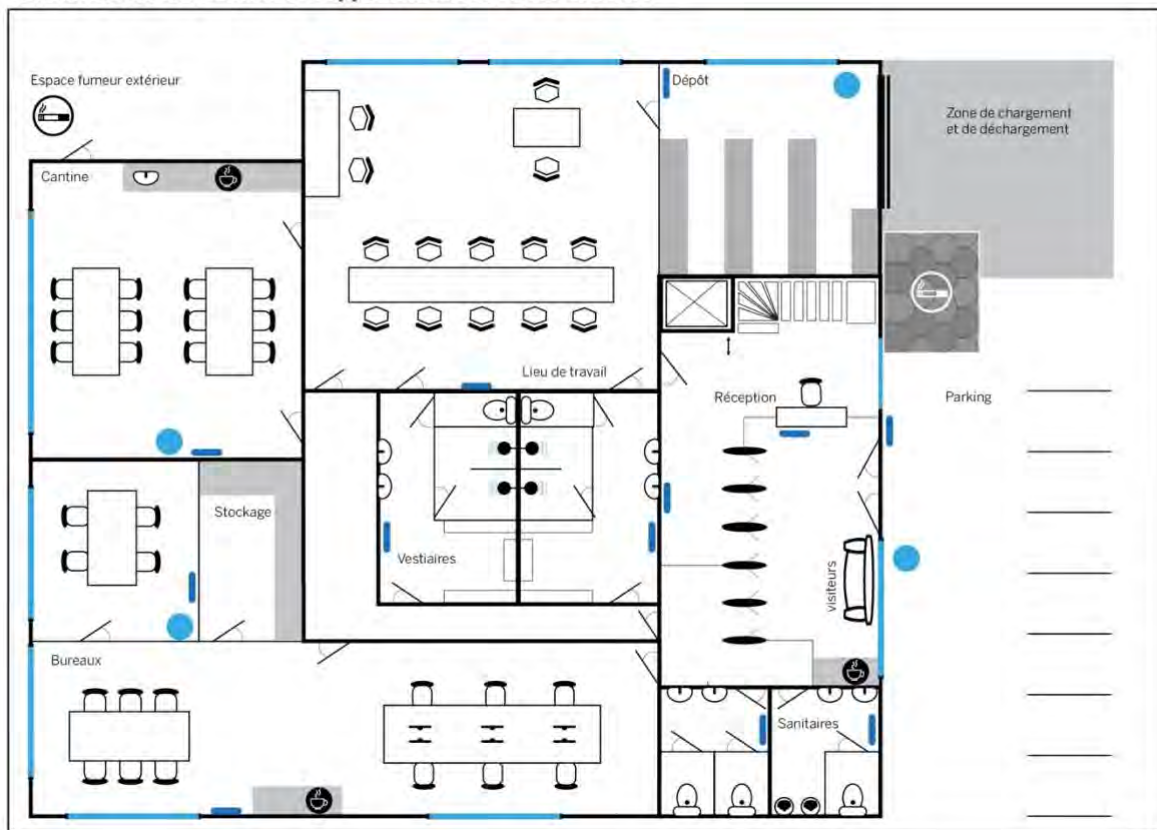 Espace fumeur extérieur
Dépôt
Zone de chargement
et de déchargement
Cantine
Lieu de travail
Réception
Parking
Stockage
Vestiaires
visiteurs
Bureaux
Sanitaires